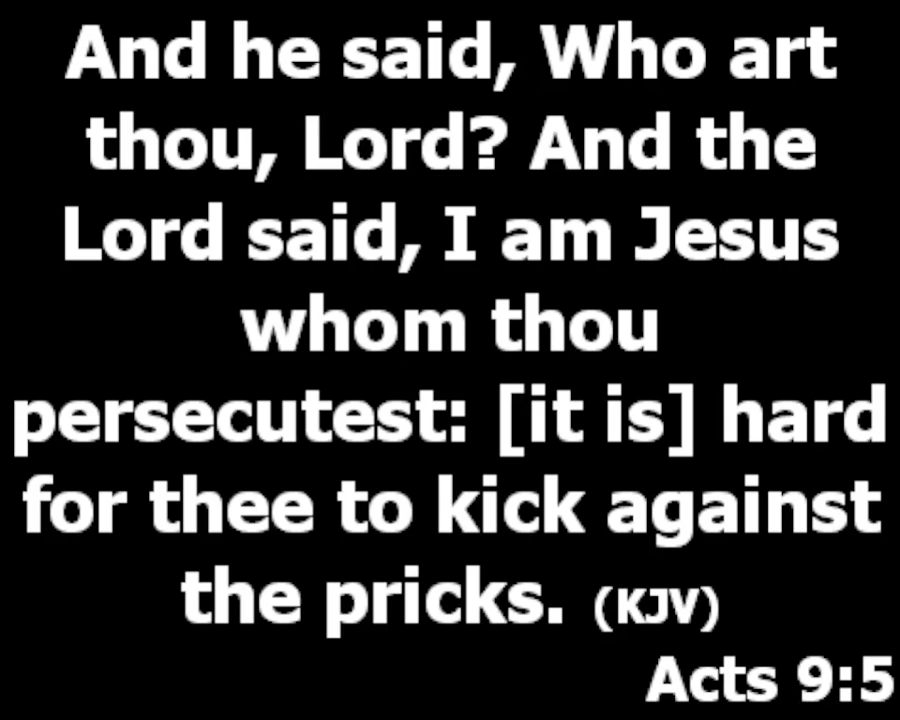 And he said, Who art
thou, Lord? And the
Lord said, I am Jesus
whom thou
persecutest: [it is] hard
for thee to kick against
the pricks. (KJV)
Acts 9:5